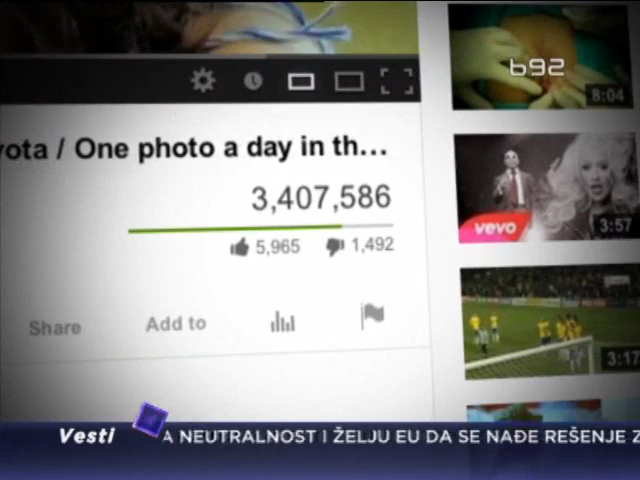 b92
8:04
vota / One photo a day in th...
3,407,586
5,965 1,492
vevo
3:57
Share Add to
3:17
Vesti A NEUTRALNOST I ŽELJU EU DA SE NAĐE REŠENJE Z